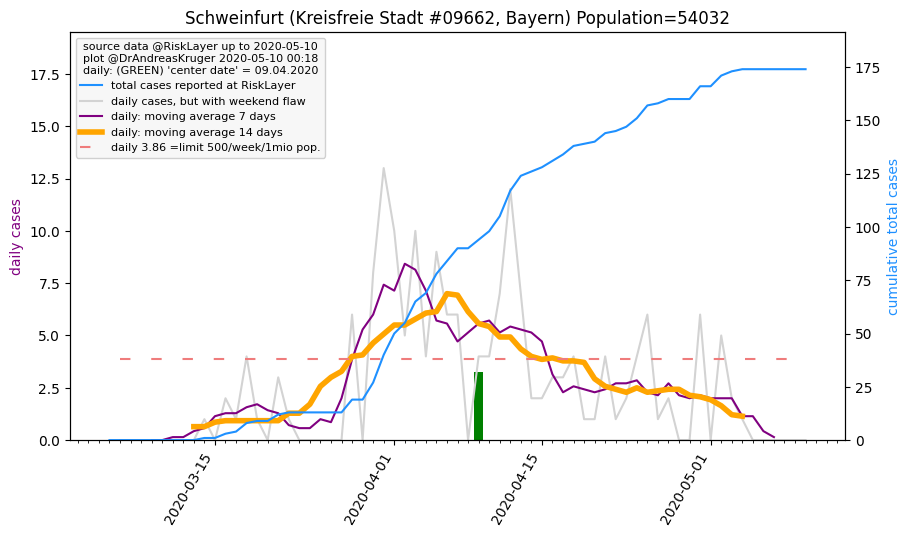 Schweinfurt (Kreisfreie Stadt #09662, Bayern) Population=54032
source data @RiskLayer up to 2020-05-10
plot @DrAndreasKruger 2020-05-10 00:18
daily: (GREEN) 'center date' = 09.04.2020
total cases reported at RiskLayer
daily cases, but with weekend flaw
daily: moving average 7 days
daily: moving average 14 days
daily 3.86 =limit 500/week/1mio pop.
daily cases
17.5
15.0
12.5
10.0
7.5
5.0
2.5
0.0
175
150
125
100
75
50
25
0
cumulative total cases
2020-03-15
2020-04-01
2020-04-15
2020-05-01